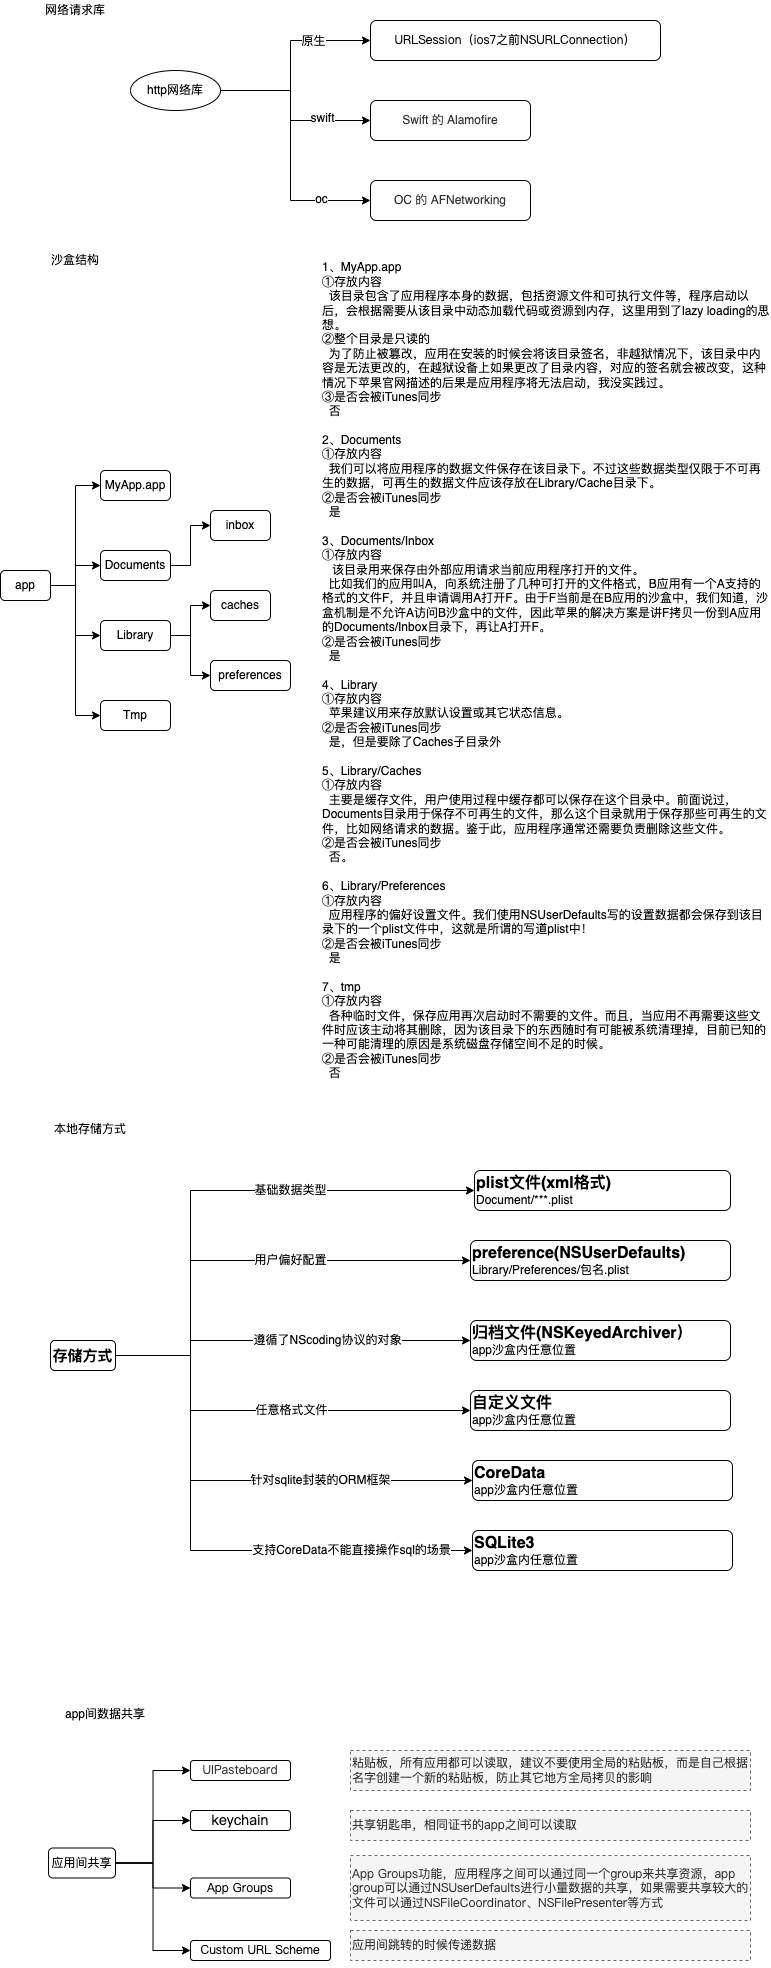 网络请求库
原生
URLSession（ios7之前NSURLConnection）
http网络库
swift
Swift 的 Alamofire
oc
OC 的 AFNetworking
沙盒结构
1、MyApp.app
①存放内容
该目录包含了应用程序本身的数据，包括资源文件和可执行文件等，程序启动以
后，会根据需要从该目录中动态加载代码或资源到内存，这里用到了lazy loading的思
想。
②整个目录是只读的
为了防止被篡改，应用在安装的时候会将该目录签名，非越狱情况下，该目录中内
容是无法更改的，在越狱设备上如果更改了目录内容，对应的签名就会被改变，这种
情况下苹果官网描述的后果是应用程序将无法启动，我没实践过。
③是否会被iTunes同步
否
2、Documents
①存放内容
我们可以将应用程序的数据文件保存在该目录下。不过这些数据类型仅限于不可再
生的数据，可再生的数据文件应该存放在Library/Cache目录下。
②是否会被iTunes同步
是
3、Documents/Inbox
①存放内容
该目录用来保存由外部应用请求当前应用程序打开的文件。
比如我们的应用叫A，向系统注册了几种可打开的文件格式，B应用有一个A支持的
格式的文件F，并且申请调用A打开F。由于F当前是在B应用的沙盒中，我们知道，沙
盒机制是不允许A访问B沙盒中的文件，因此苹果的解决方案是讲F拷贝一份到A应用
的Documents/Inbox目录下，再让A打开F。
②是否会被iTunes同步
是
4、Library
①存放内容
苹果建议用来存放默认设置或其它状态信息。
②是否会被iTunes同步
是，但是要除了Caches子目录外
5、Library/Caches
①存放内容
主要是缓存文件，用户使用过程中缓存都可以保存在这个目录中。前面说过，
Documents目录用于保存不可再生的文件，那么这个目录就用于保存那些可再生的文
件，比如网络请求的数据。鉴于此，应用程序通常还需要负责删除这些文件。
②是否会被iTunes同步
否。
6、Library/Preferences
①存放内容
应用程序的偏好设置文件。我们使用NSUserDefaults写的设置数据都会保存到该目
录下的一个plist文件中，这就是所谓的写道plist中！
②是否会被iTunes同步
是
7、tmp
①存放内容
各种临时文件，保存应用再次启动时不需要的文件。而且，当应用不再需要这些文
件时应该主动将其删除，因为该目录下的东西随时有可能被系统清理掉，目前已知的
一种可能清理的原因是系统磁盘存储空间不足的时候。
②是否会被iTunes同步
否
app
MyApp.app
Documents
inbox
Library
caches
preferences
Tmp
本地存储方式
存储方式
基础数据类型
plist文件(xml格式)
Document/***.plist
用户偏好配置
preference(NSUserDefaults)
Library/Preferences/包名.plist
遵循了NScoding协议的对象
归档文件(NSKeyedArchiver）
app沙盒内任意位置
任意格式文件
自定义文件
app沙盒内任意位置
针对sqlite封装的ORM框架
CoreData
app沙盒内任意位置
支持CoreData不能直接操作sql的场景
SQLite3
app沙盒内任意位置
app间数据共享
应用间共享
UIPasteboard
粘贴板，所有应用都可以读取，建议不要使用全局的粘贴板，而是自己根据
名字创建一个新的粘贴板，防止其它地方全局拷贝的影响
keychain
共享钥匙串，相同证书的app之间可以读取
App Groups
App Groups功能，应用程序之间可以通过同一个group来共享资源，app
group可以通过NSUserDefaults进行小量数据的共享，如果需要共享较大的
文件可以通过NSFileCoordinator、NSFilePresenter等方式
Custom URL Scheme
应用间跳转的时候传递数据